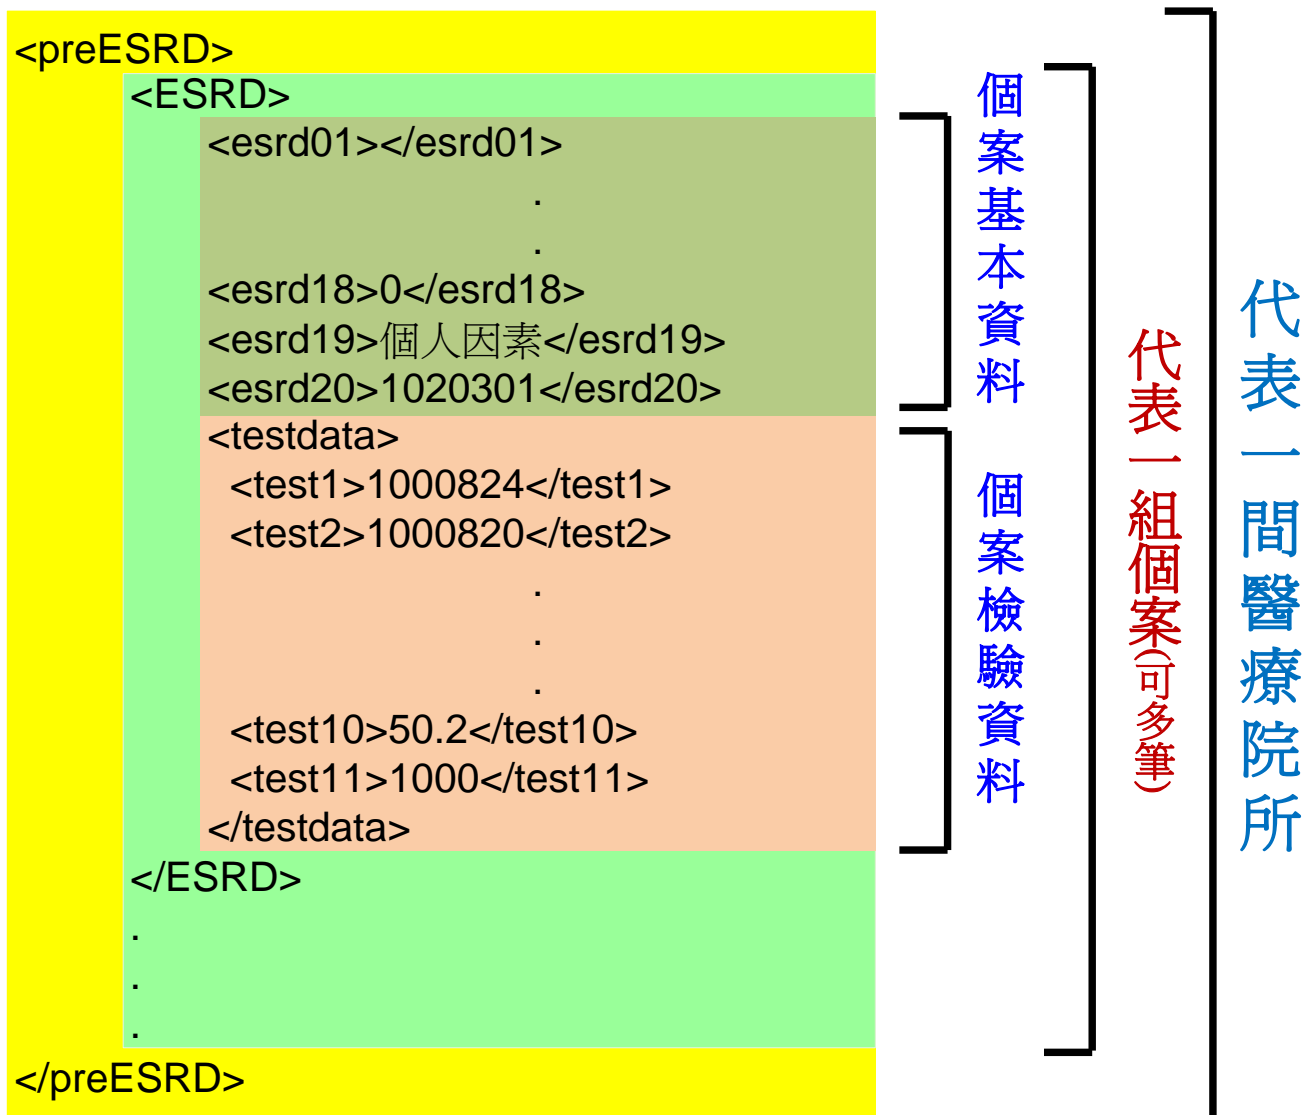 <preESRD>
<ESRD>
<esrd01></esrd01>
.
.
<esrd18>0</esrd18>
<esrd19>個人因素</esrd19>
<esrd20>1020301</esrd20>
<testdata>
<test1>1000824</test1>
<test2>1000820</test2>
.
.
.
<test10>50.2</test10>
<test11>1000</test11>
</testdata>
</ESRD>
.
.
.
</preESRD>
個案基本資料
個案檢驗資料
代表一組個案(可多筆)
代表一間醫療院所